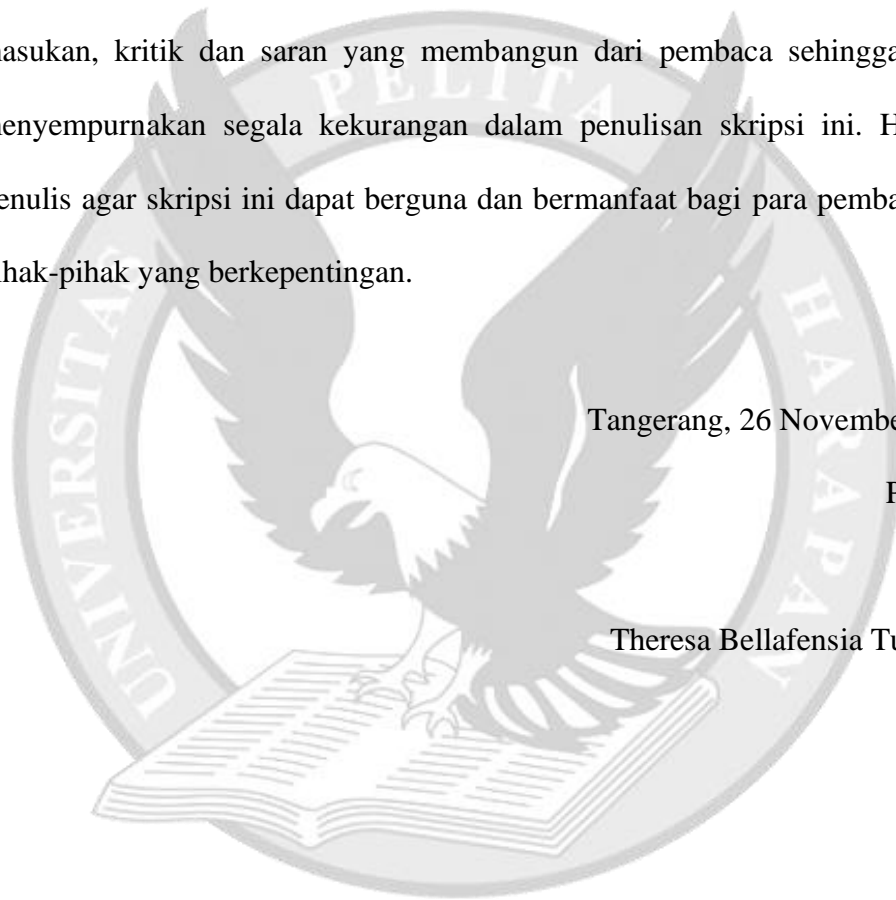 masukan, kritik dan saran yang membangun dari pembaca sehingga
menyempurnakan segala kekurangan dalam penulisan skripsi ini. H
penulis agar skripsi ini dapat berguna dan bermanfaat bagi para pemba
ihak-pihak yang berkepentingan.
Tangerang, 26 Novembe
Theresa Bellafensia Tu
UNIVERSITAS PELITA HARAPAN